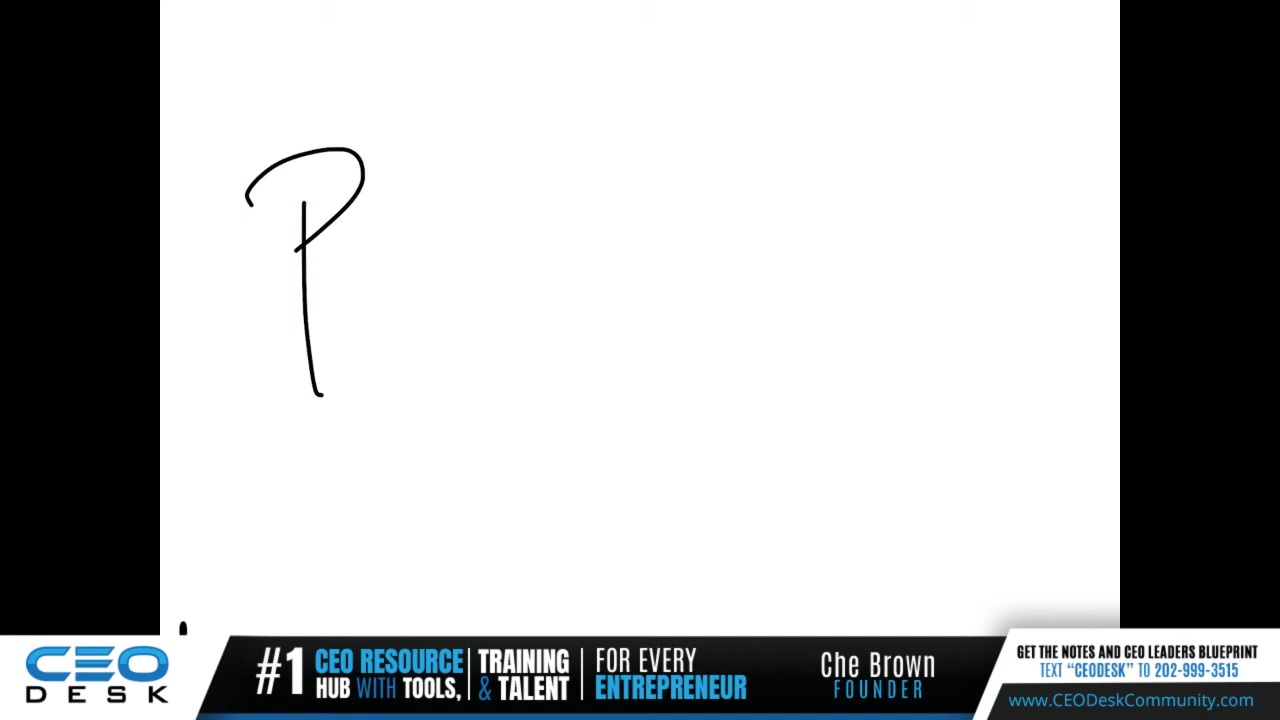 P
CEO
DESK
#1 CEO RESOURCE
HUB WITH TOOLS,
TRAINING
& TALENT
FOR EVERY
ENTREPRENEUR
Che Brown
FOUNDER
GET THE NOTES AND CEO LEADERS BLUEPRINT
TEXT “CEODESK” TO 202-999-3515
www.CEODeskCommunity.com